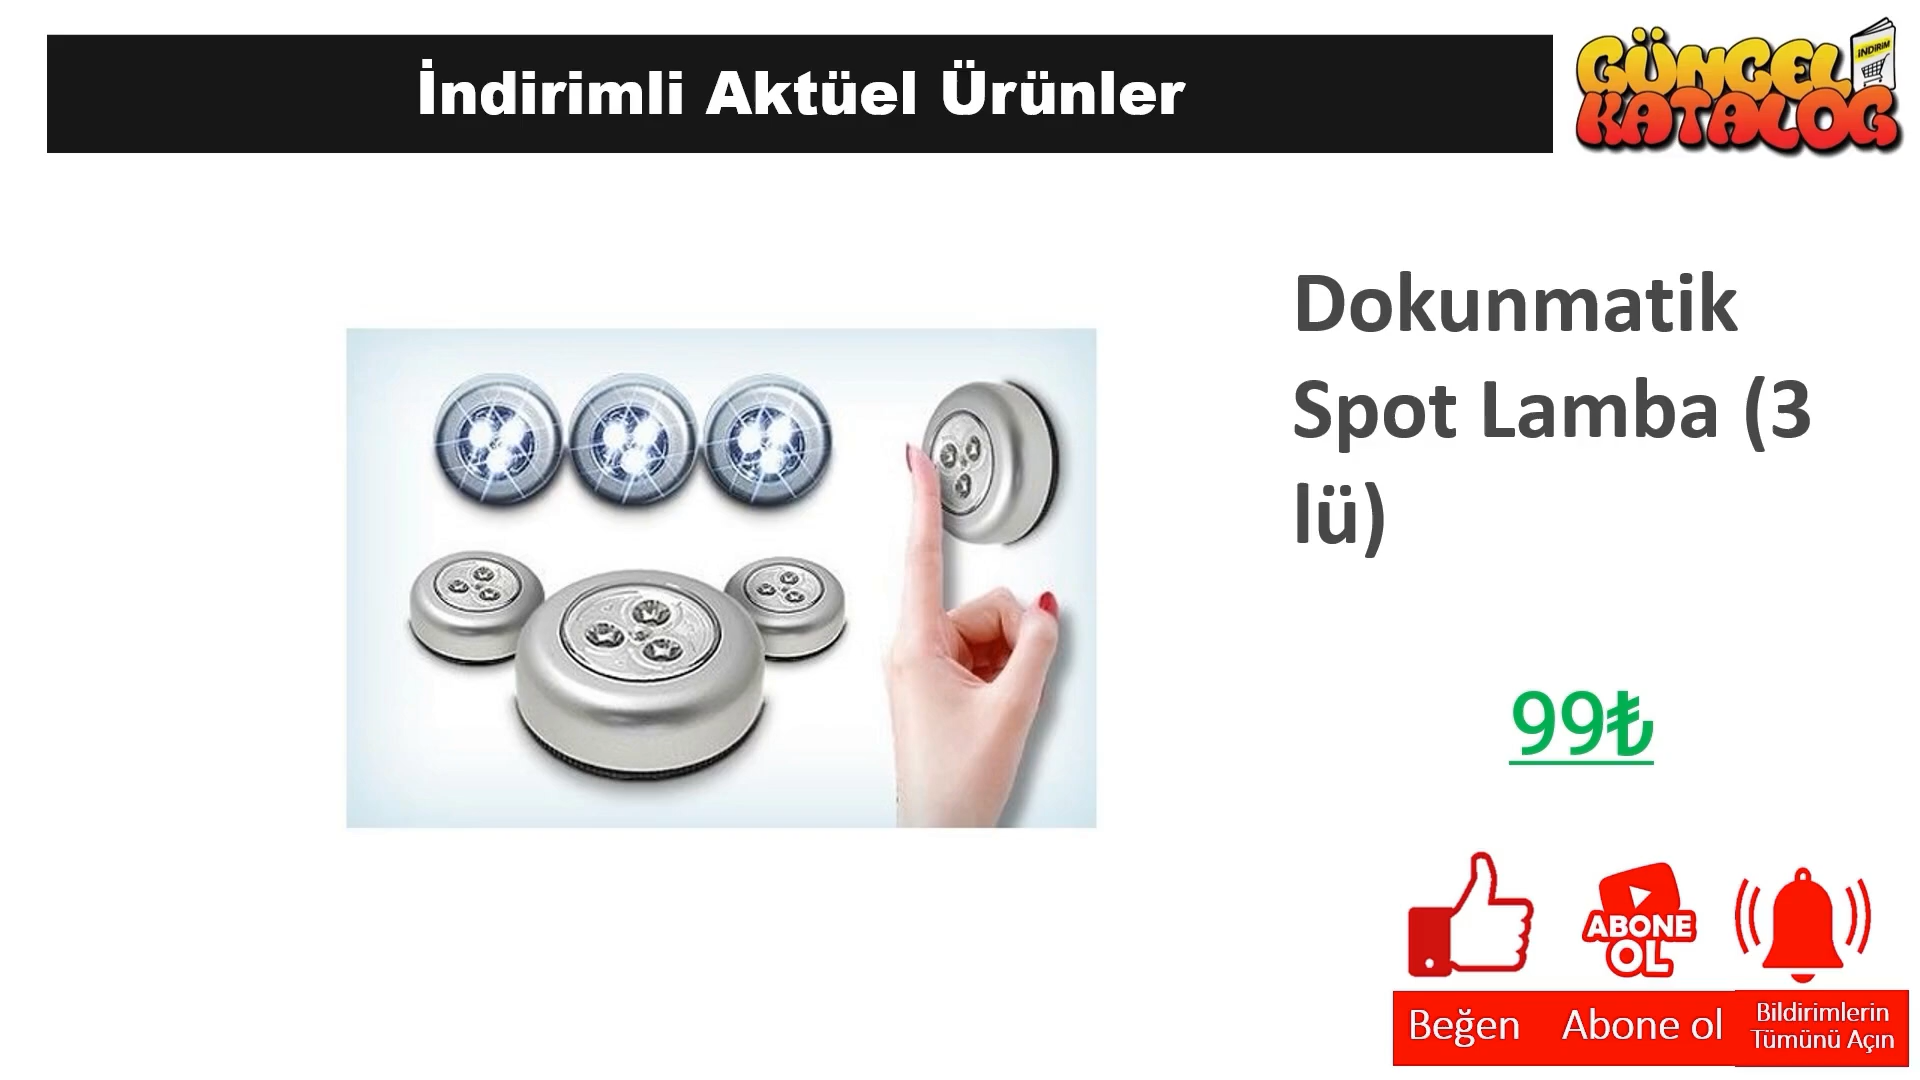 İndirimli Aktüel Ürünler
GÜNCEL
KATALOG
İNDİRİM
Dokunmatik
Spot Lamba (3
lü)
99₺
ABONE
OL
Beğen
Abone ol
Bildirimlerin
Tümünü Açın